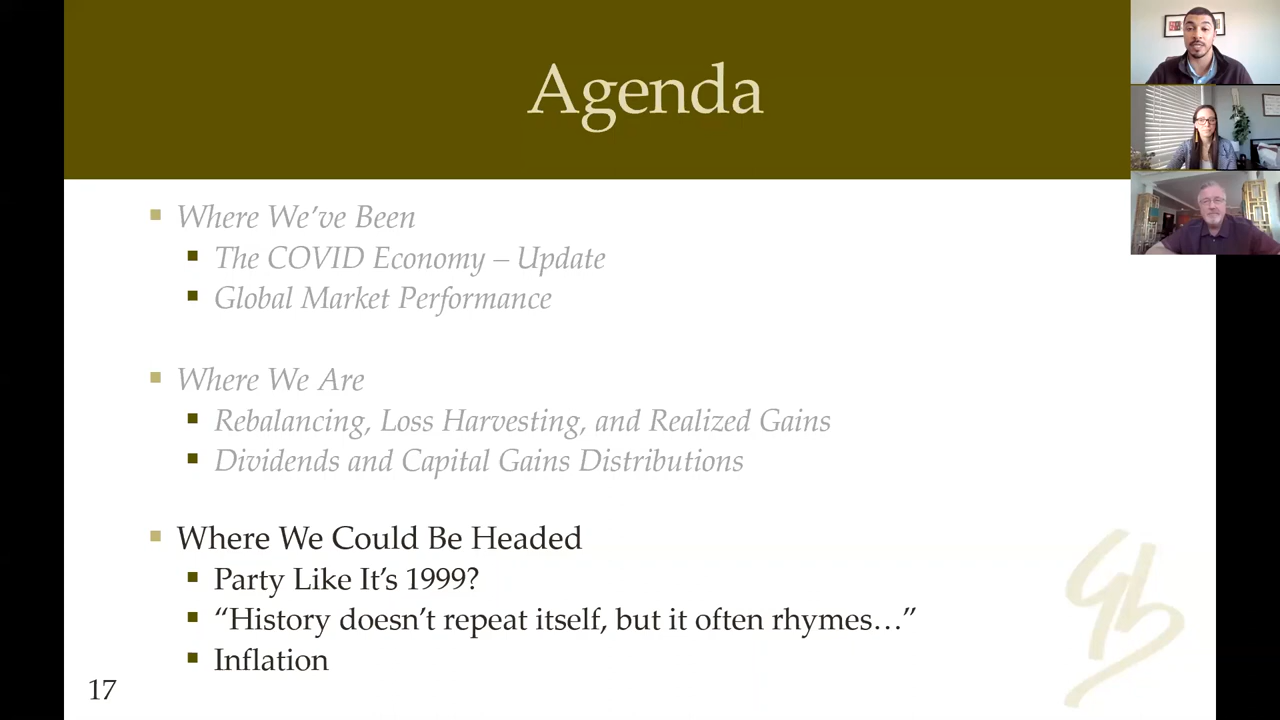 Agenda
Where We’ve Been
The COVID Economy – Update
Global Market Performance
Where We Are
Rebalancing, Loss Harvesting, and Realized Gains
Dividends and Capital Gains Distributions
Where We Could Be Headed
Party Like It’s 1999?
“History doesn’t repeat itself, but it often rhymes…”
Inflation
17